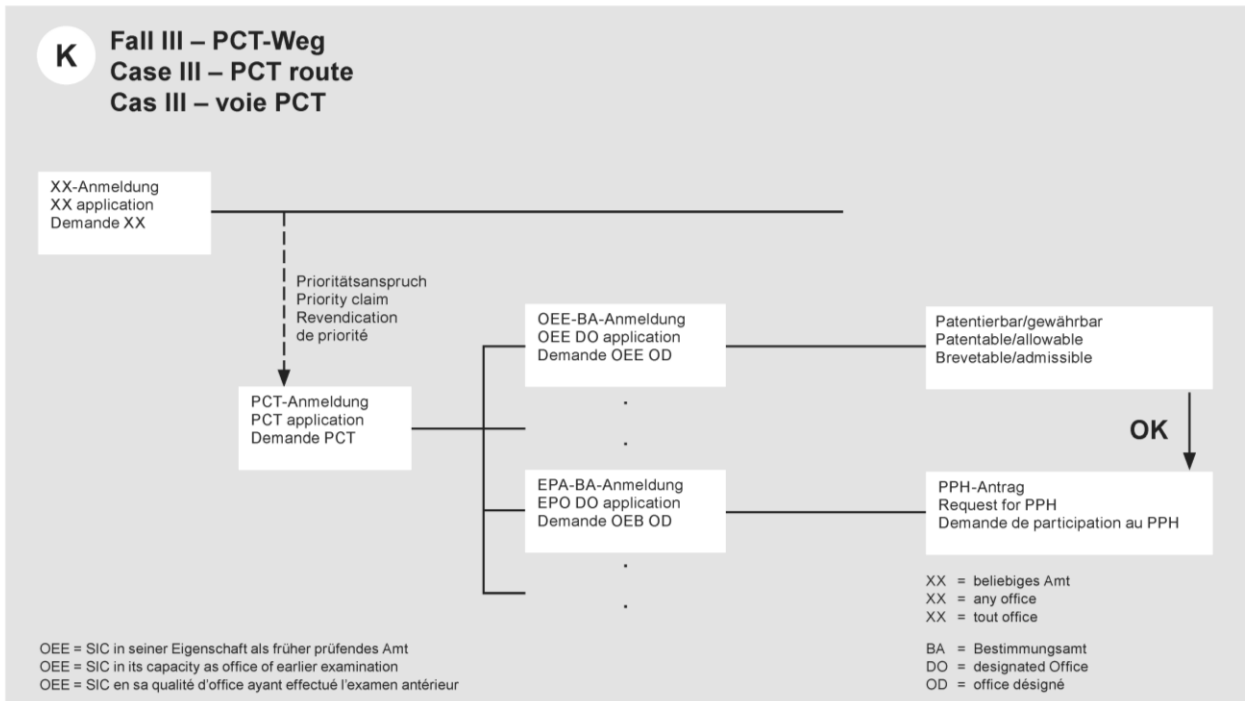 K
Fall III – PCT-Weg
Case III – PCT route
Cas III – voie PCT
XX-Anmeldung
XX application
Demande XX
Prioritätsanspruch
Priority claim
Revendication
de priorité
PCT-Anmeldung
PCT application
Demande PCT
OEE-BA-Anmeldung
OEE DO application
Demande OEE OD
Patentierbar/gewährbar
Patentable/allowable
Brevetable/admissible
OK
EPA-BA-Anmeldung
EPO DO application
Demande OEB OD
PPH-Antrag
Request for PPH
Demande de participation au PPH
XX = beliebiges Amt
XX = any office
XX = tout office
BA = Bestimmungsamt
DO = designated Office
OD = office désigné
OEE = SIC in seiner Eigenschaft als früher prüfendes Amt
OEE = SIC in its capacity as office of earlier examination
OEE = SIC en sa qualité d'office ayant effectué l'examen antérieur